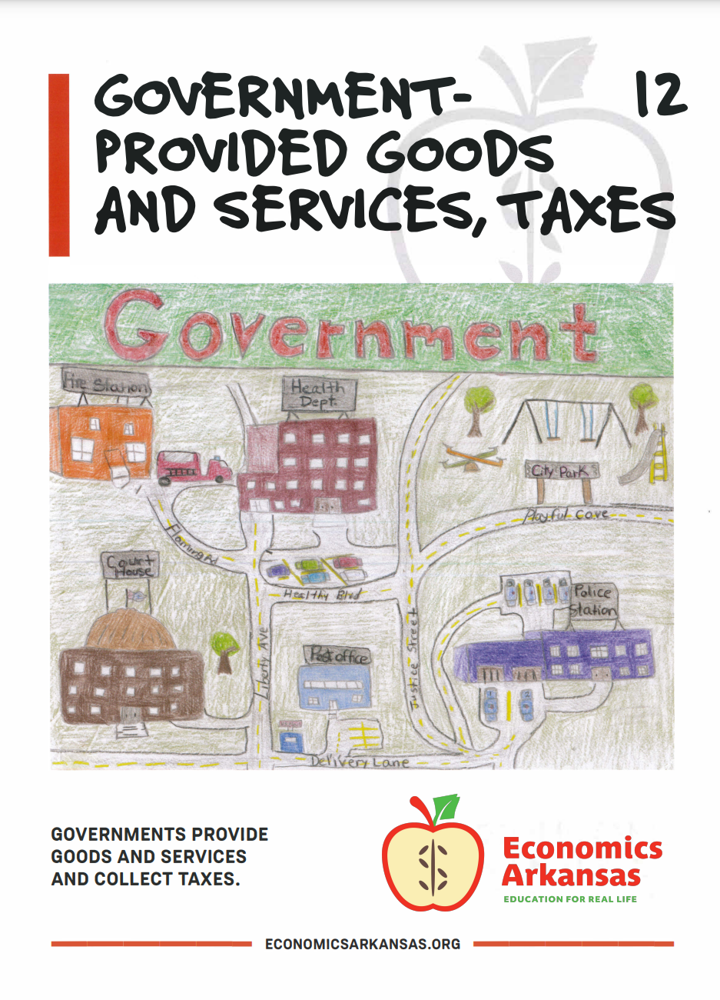 GOVERNMENT- 12
PROVIDED GOODS
AND SERVICES, TAXES
Government
Fire Station
Health
Dept.
City Park
Playful Cove
Flaming Rd
Court
House
Healthy Blvd
Police
Station
Liberty Ave
Justice Street
Post office
Delivery Lane
GOVERNMENTS PROVIDE
GOODS AND SERVICES
AND COLLECT TAXES.
Economics
Arkansas
EDUCATION FOR REAL LIFE
ECONOMICSARKANSAS.ORG